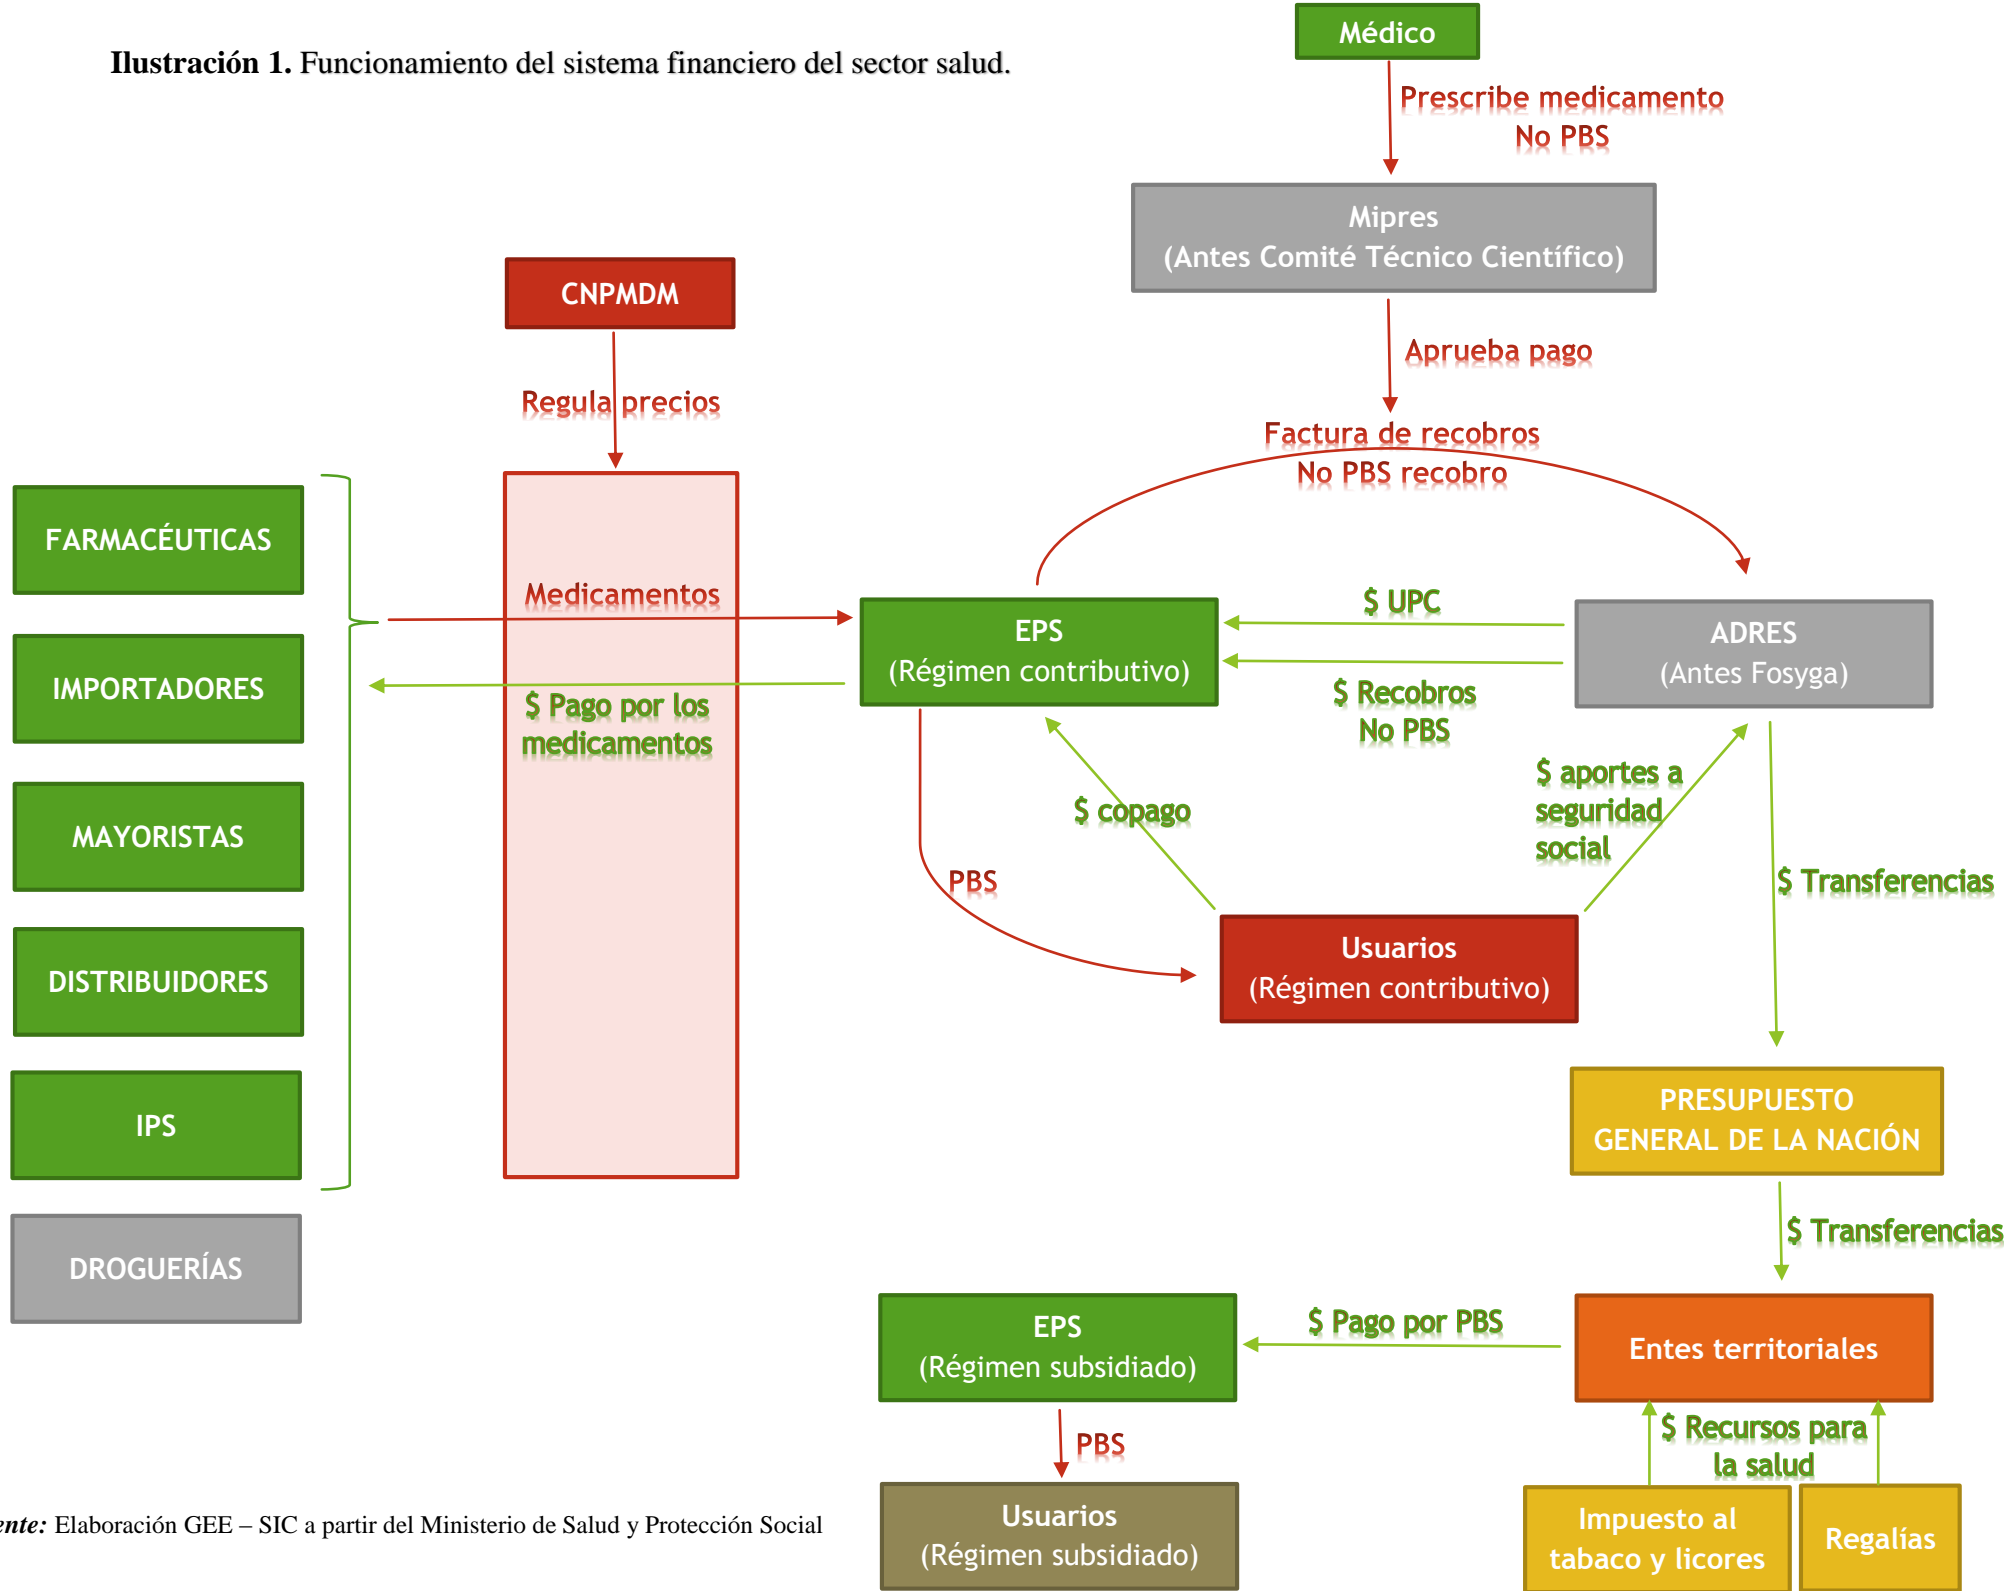 Ilustración 1. Funcionamiento del sistema financiero del sector salud.
Médico
Prescribe medicamento
No PBS
Mipres
(Antes Comité Técnico Científico)
CNPMDM
Aprueba pago
Regula precios
Factura de recobros
No PBS recobro
FARMACÉUTICAS
IMPORTADORES
MAYORISTAS
DISTRIBUIDORES
IPS
DROGUERÍAS
Medicamentos
$ Pago por los
medicamentos
EPS
(Régimen contributivo)
$ UPC
$ Recobros
No PBS
ADRES
(Antes Fosyga)
$ copago
$ aportes a
seguridad
social
PBS
$ Transferencias
Usuarios
(Régimen contributivo)
PRESUPUESTO
GENERAL DE LA NACIÓN
$ Transferencias
EPS
(Régimen subsidiado)
$ Pago por PBS
Entes territoriales
PBS
$ Recursos para
la salud
Usuarios
(Régimen subsidiado)
Impuesto al
tabaco y licores
Regalías
ente: Elaboración GEE – SIC a partir del Ministerio de Salud y Protección Social